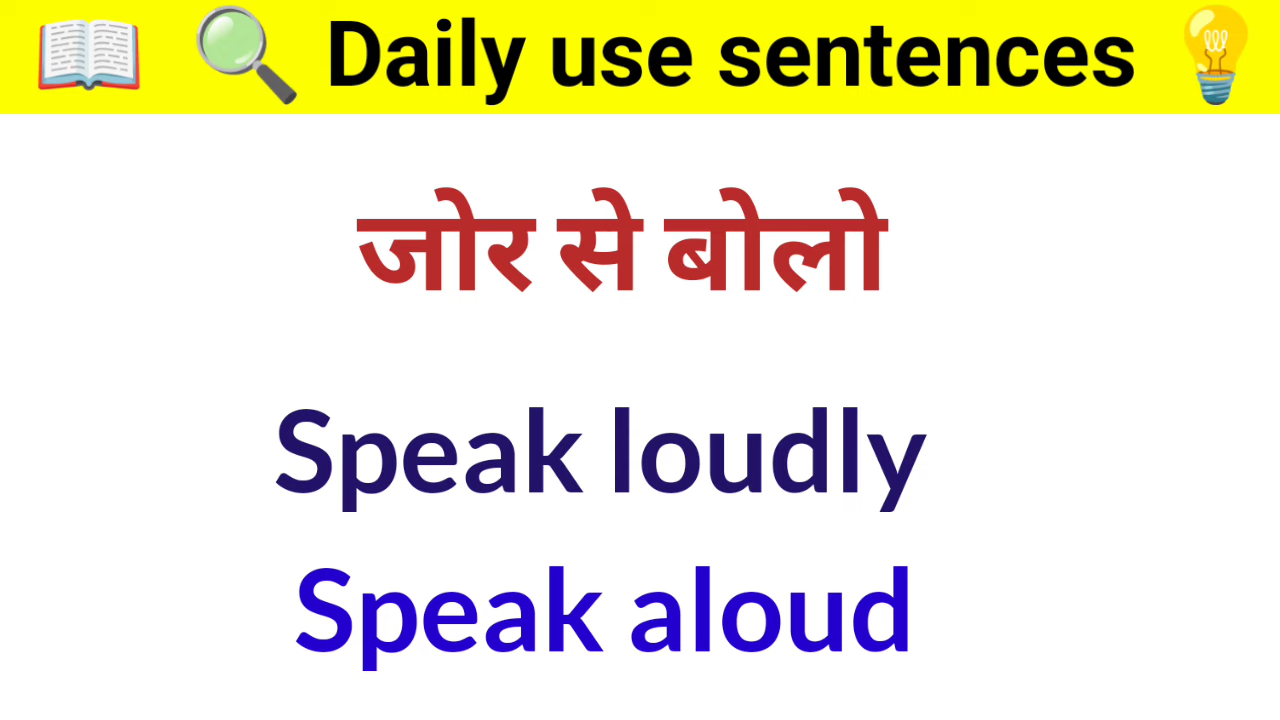 Daily use sentences
जोर से बोलो
Speak loudly
Speak aloud